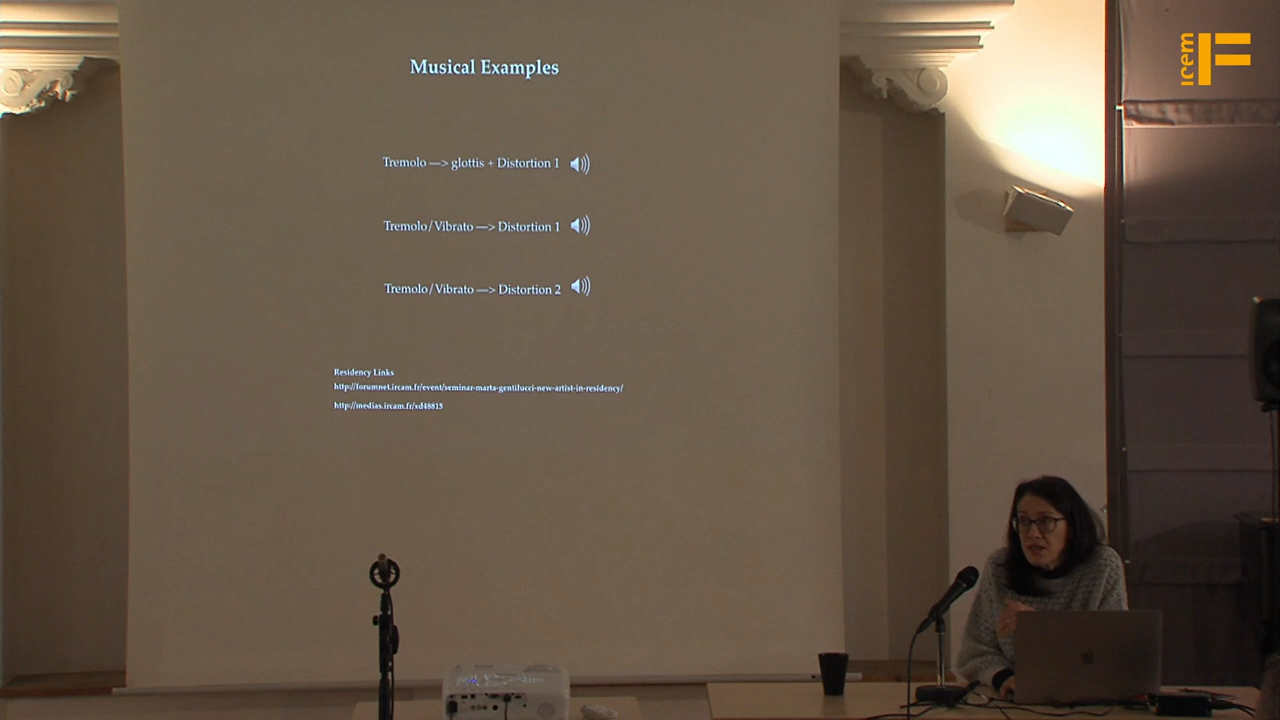 Musical Examples
Tremolo —> glottis + Distortion 1
Tremolo/Vibrato —> Distortion 1
Tremolo/Vibrato —> Distortion 2
Residency Links
http://forumnet.ircam.fr/event/seminar-marta-gentilucci-new-artist-in-residency/
http://medias.ircam.fr/xd48815
icem F